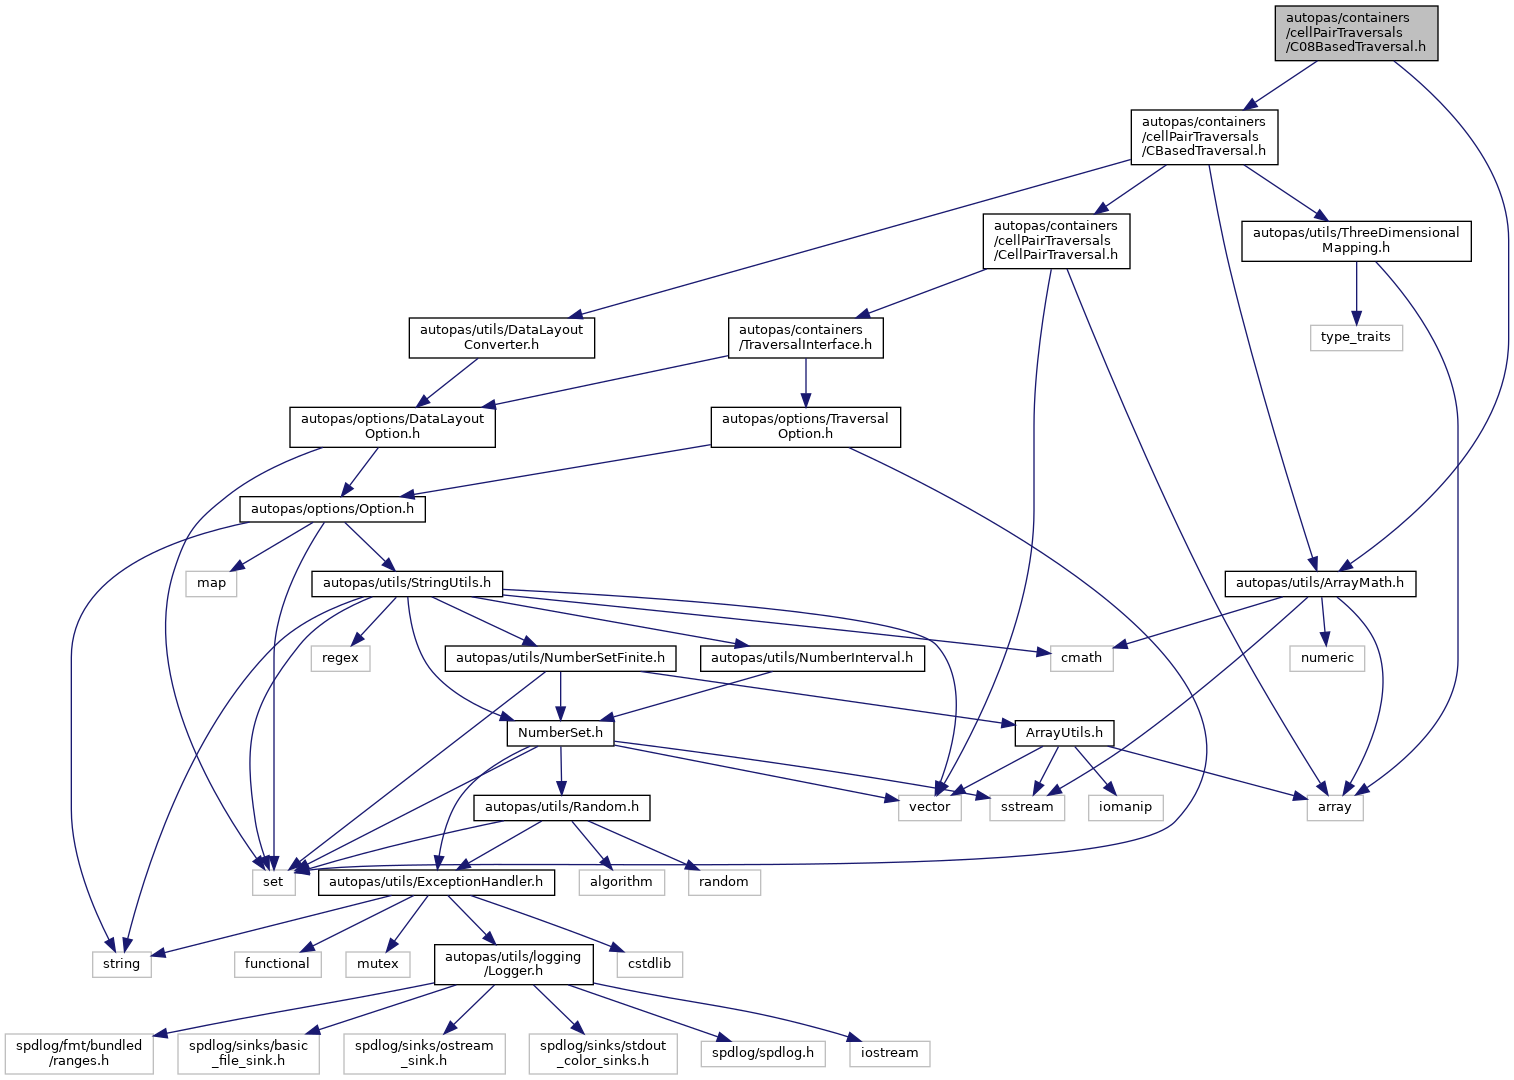 autopas/containers
/cellPairTraversals
/C08BasedTraversal.h
autopas/containers
/cellPairTraversals
/CBasedTraversal.h
autopas/containers
/cellPairTraversals
/CellPairTraversal.h
autopas/utils/ThreeDimensional
Mapping.h
autopas/utils/DataLayout
Converter.h
autopas/containers
/TraversalInterface.h
type_traits
autopas/options/DataLayout
Option.h
autopas/options/Traversal
Option.h
autopas/options/Option.h
map
autopas/utils/StringUtils.h
autopas/utils/ArrayMath.h
regex
autopas/utils/NumberSetFinite.h
autopas/utils/NumberInterval.h
cmath
numeric
NumberSet.h
ArrayUtils.h
autopas/utils/Random.h
vector
sstream
iomanip
array
set
autopas/utils/ExceptionHandler.h
algorithm
random
string
functional
mutex
autopas/utils/logging
/Logger.h
cstdlib
spdlog/fmt/bundled
/ranges.h
spdlog/sinks/basic
_file_sink.h
spdlog/sinks/ostream
_sink.h
spdlog/sinks/stdout
_color_sinks.h
spdlog/spdlog.h
iostream